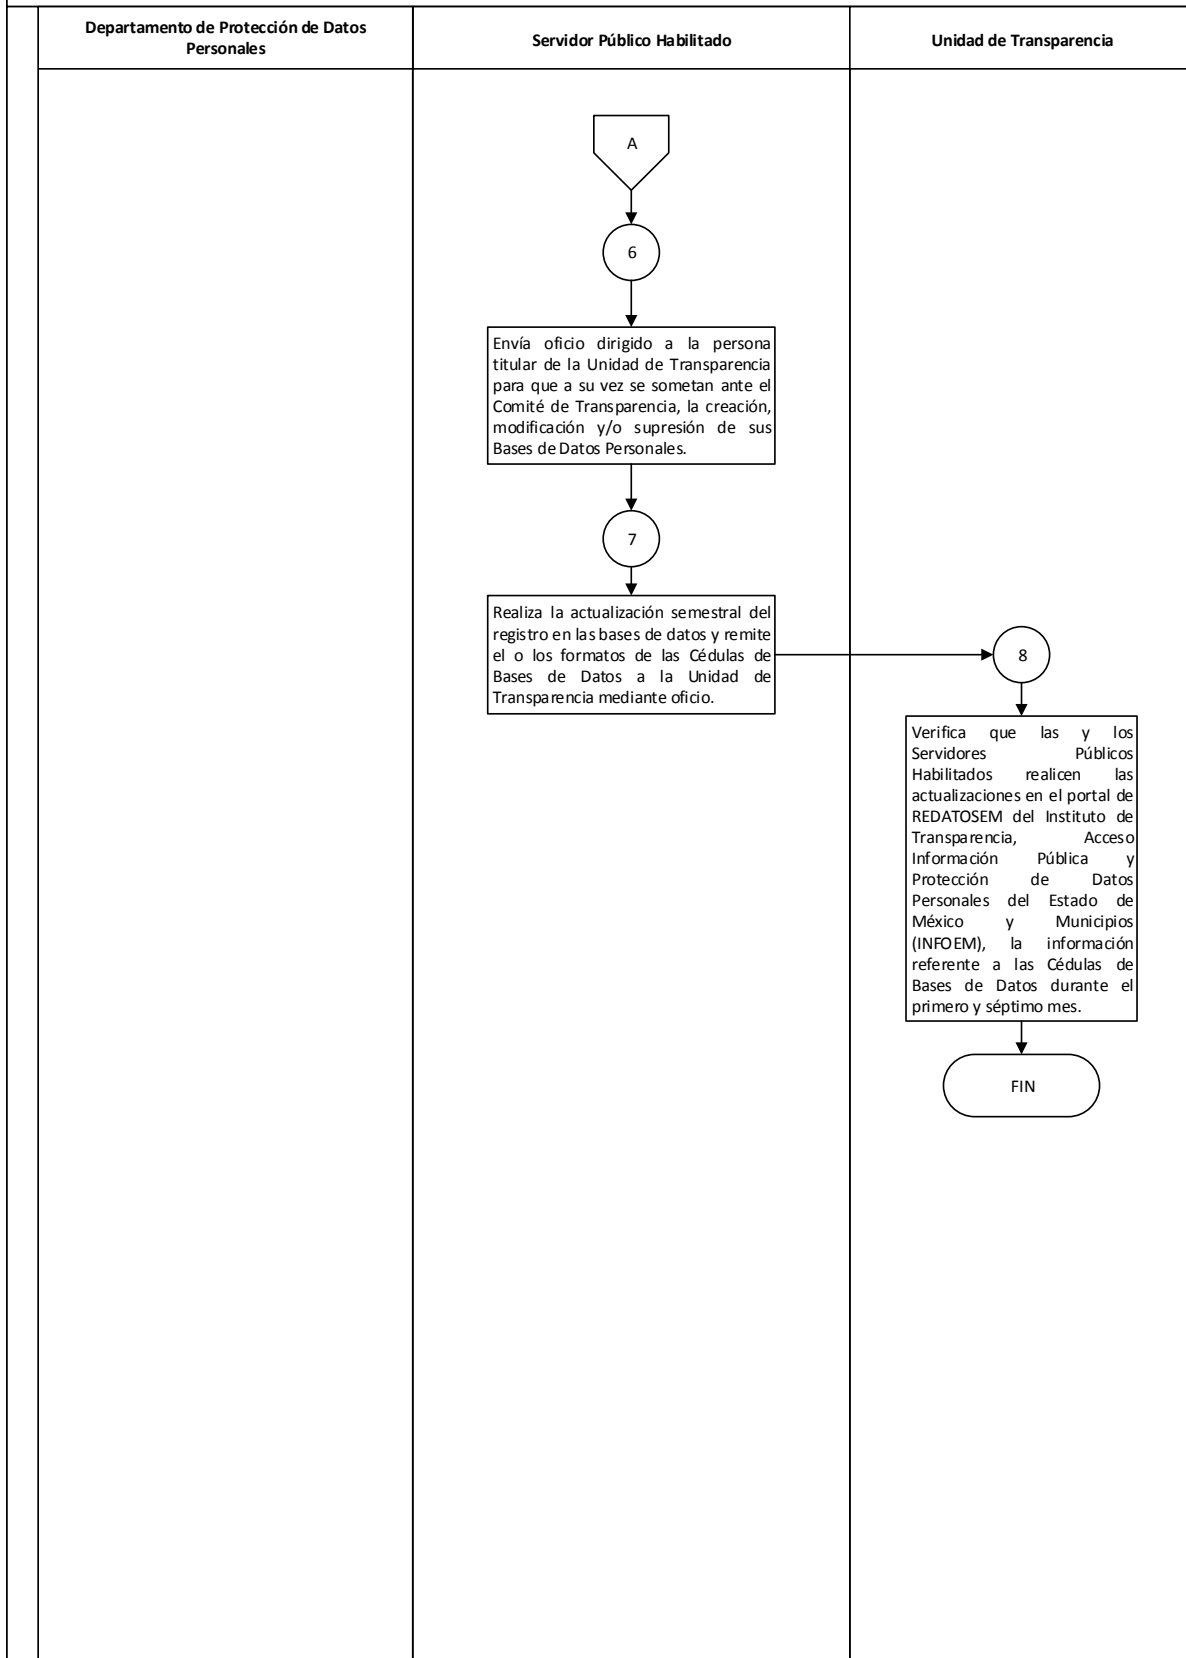 Departamento de Protección de Datos
Personales
Servidor Público Habilitado
Unidad de Transparencia
A
6
Envía oficio dirigido a la persona
titular de la Unidad de Transparencia
para que a su vez se sometan ante el
Comité de Transparencia, la creación,
modificación y/o supresión de sus
Bases de Datos Personales.
7
Realiza la actualización semestral del
registro en las bases de datos y remite
el o los formatos de las Cédulas de
Bases de Datos a la Unidad de
Transparencia mediante oficio.
8
Verifica que las y los
Servidores Públicos
Habilitados realicen las
actualizaciones en el portal de
REDATOSEM del Instituto de
Transparencia, Acceso
Información Pública y
Protección de Datos
Personales del Estado de
México y Municipios
(INFOEM), la información
referente a las Cédulas de
Bases de Datos durante el
primero y séptimo mes.
FIN